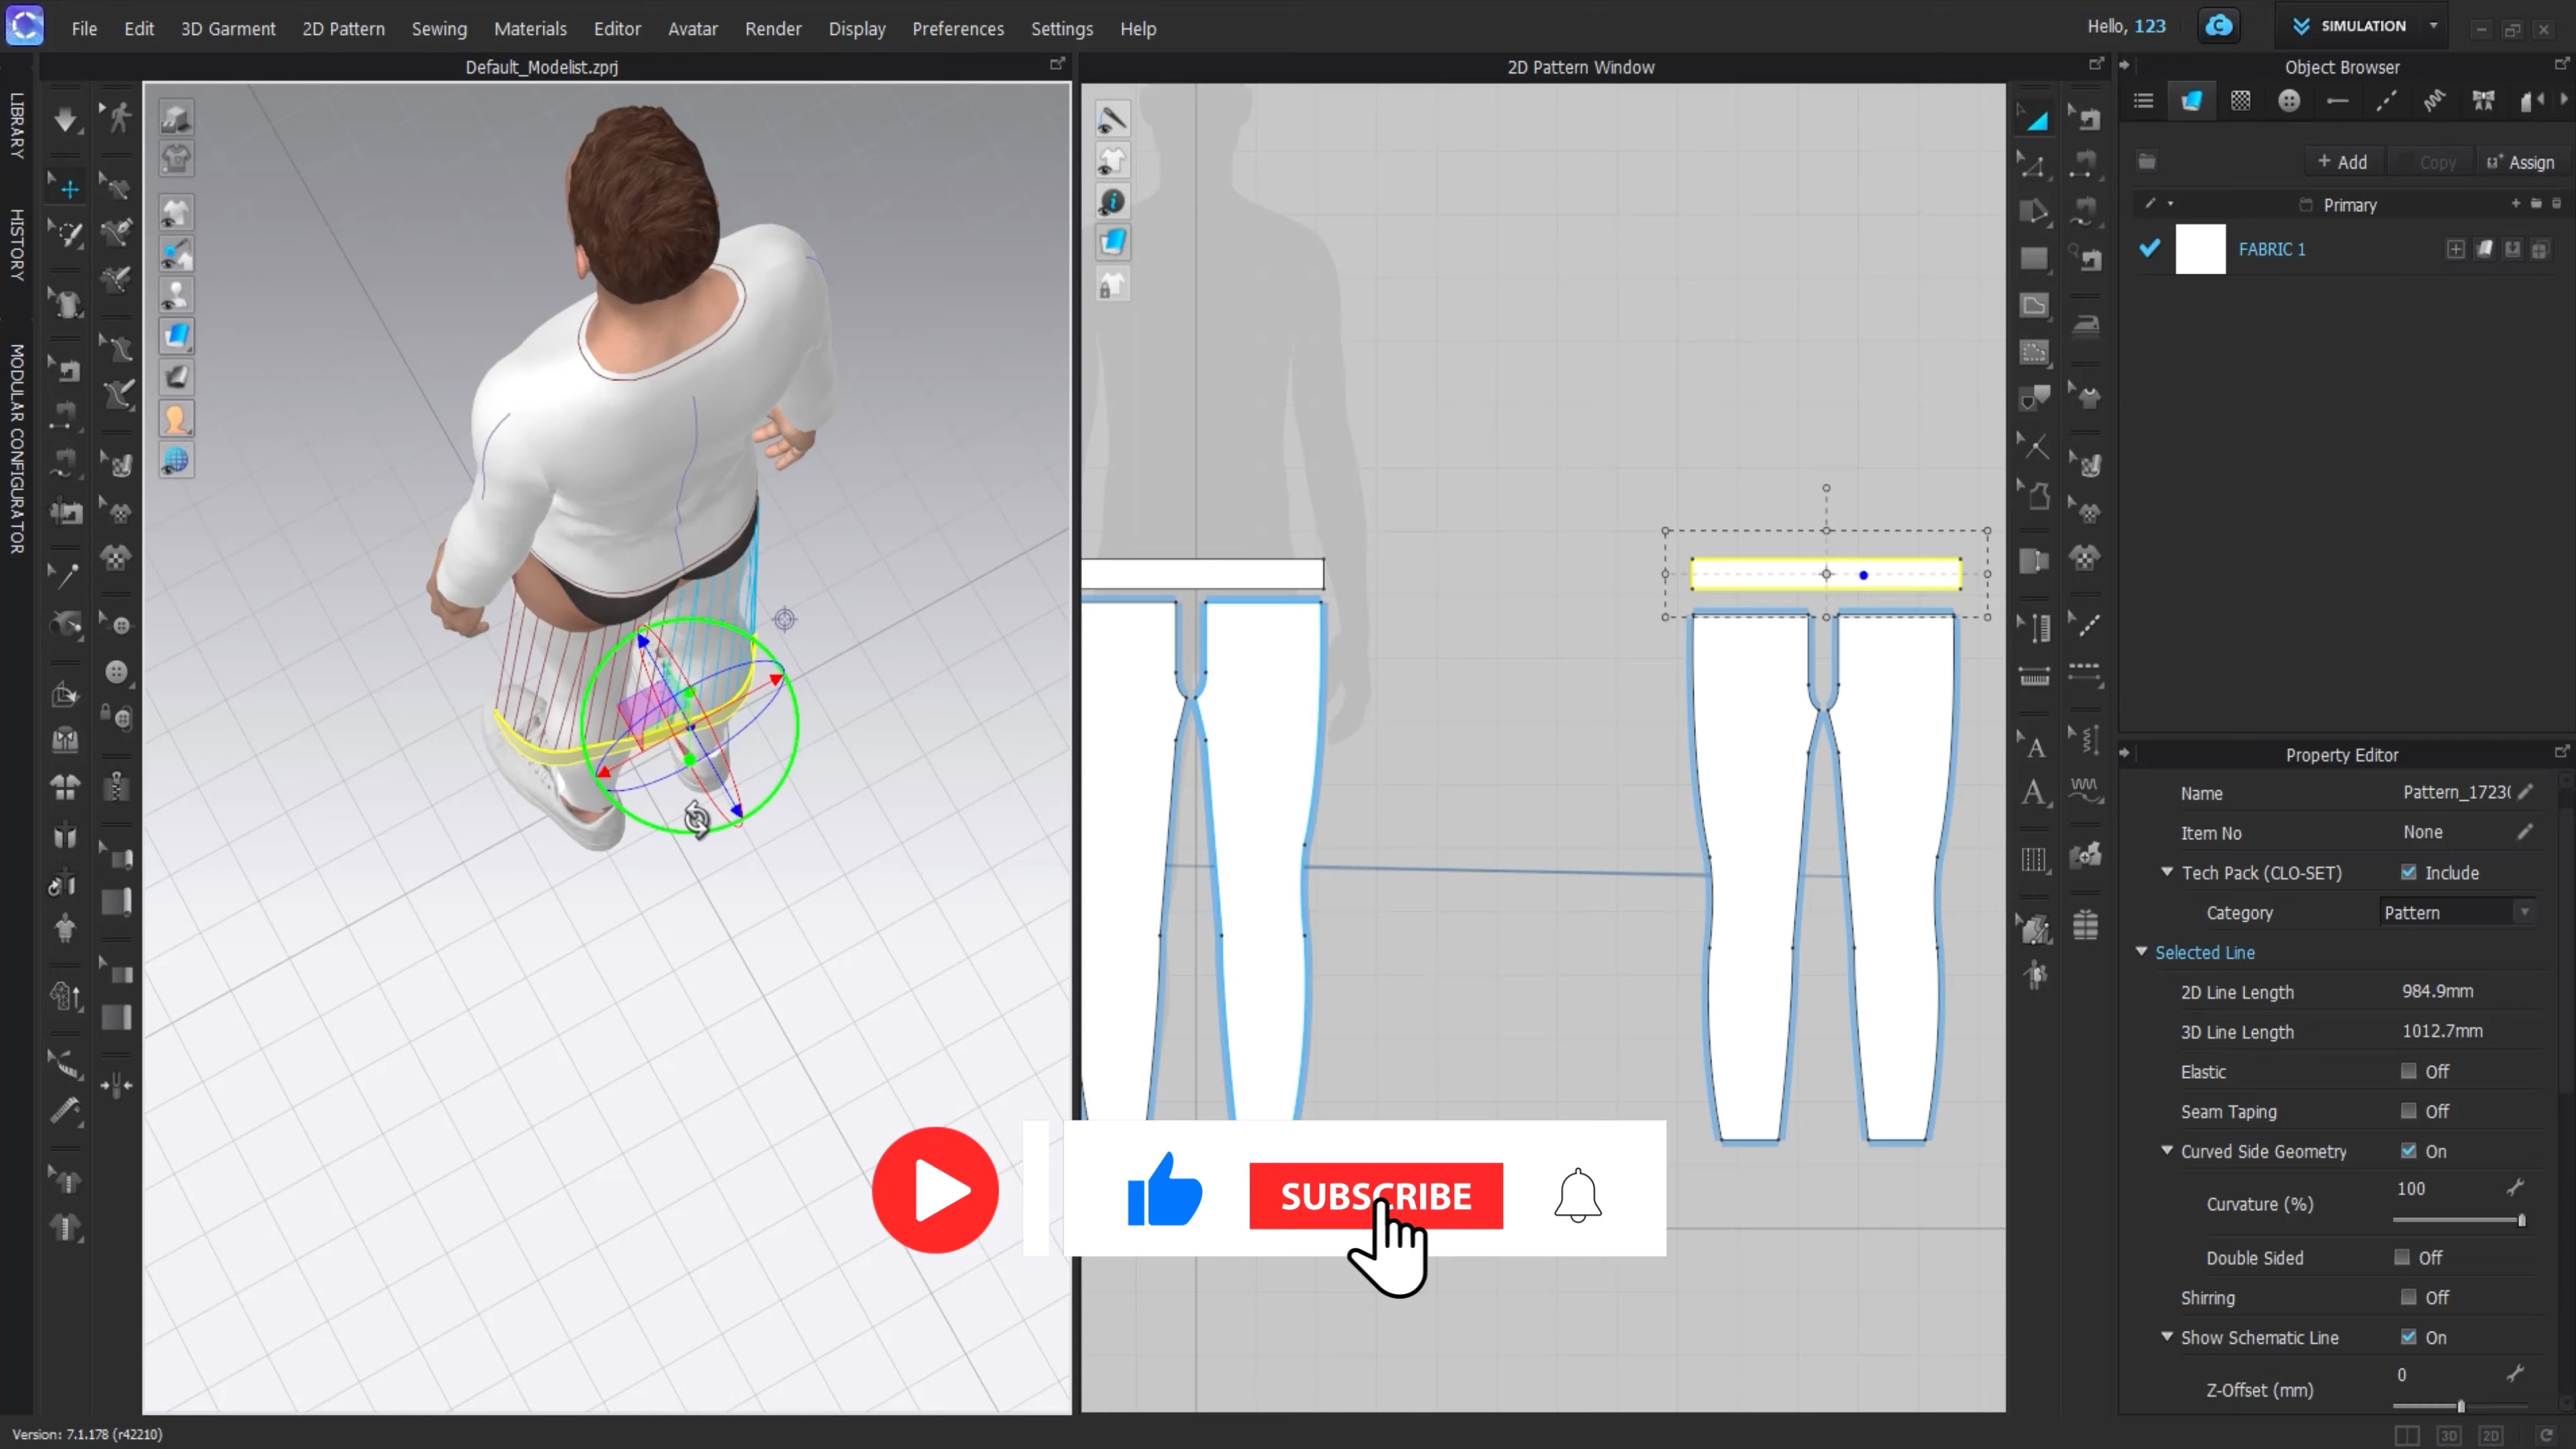 File Edit 3D Garment 2D Pattern Sewing Materials Editor Avatar Render Display Preferences Settings Help
Hello, 123
SIMULATION
Default_Modelist.zprj
2D Pattern Window
Object Browser
LIBRARY
HISTORY
MODULAR CONFIGURATOR
+ Add
Copy
Assign
Primary
FABRIC 1
Property Editor
Name Pattern_1723(
Item No None
Tech Pack (CLO-SET) Include
Category Pattern
Selected Line
2D Line Length 984.9mm
3D Line Length 1012.7mm
Elastic Off
Seam Taping Off
Curved Side Geometry On
Curvature (%) 100
Double Sided Off
Shirring Off
Show Schematic Line On
Z-Offset (mm) 0
SUBSCRIBE
Version: 7.1.178 (r42210)
3D 2D